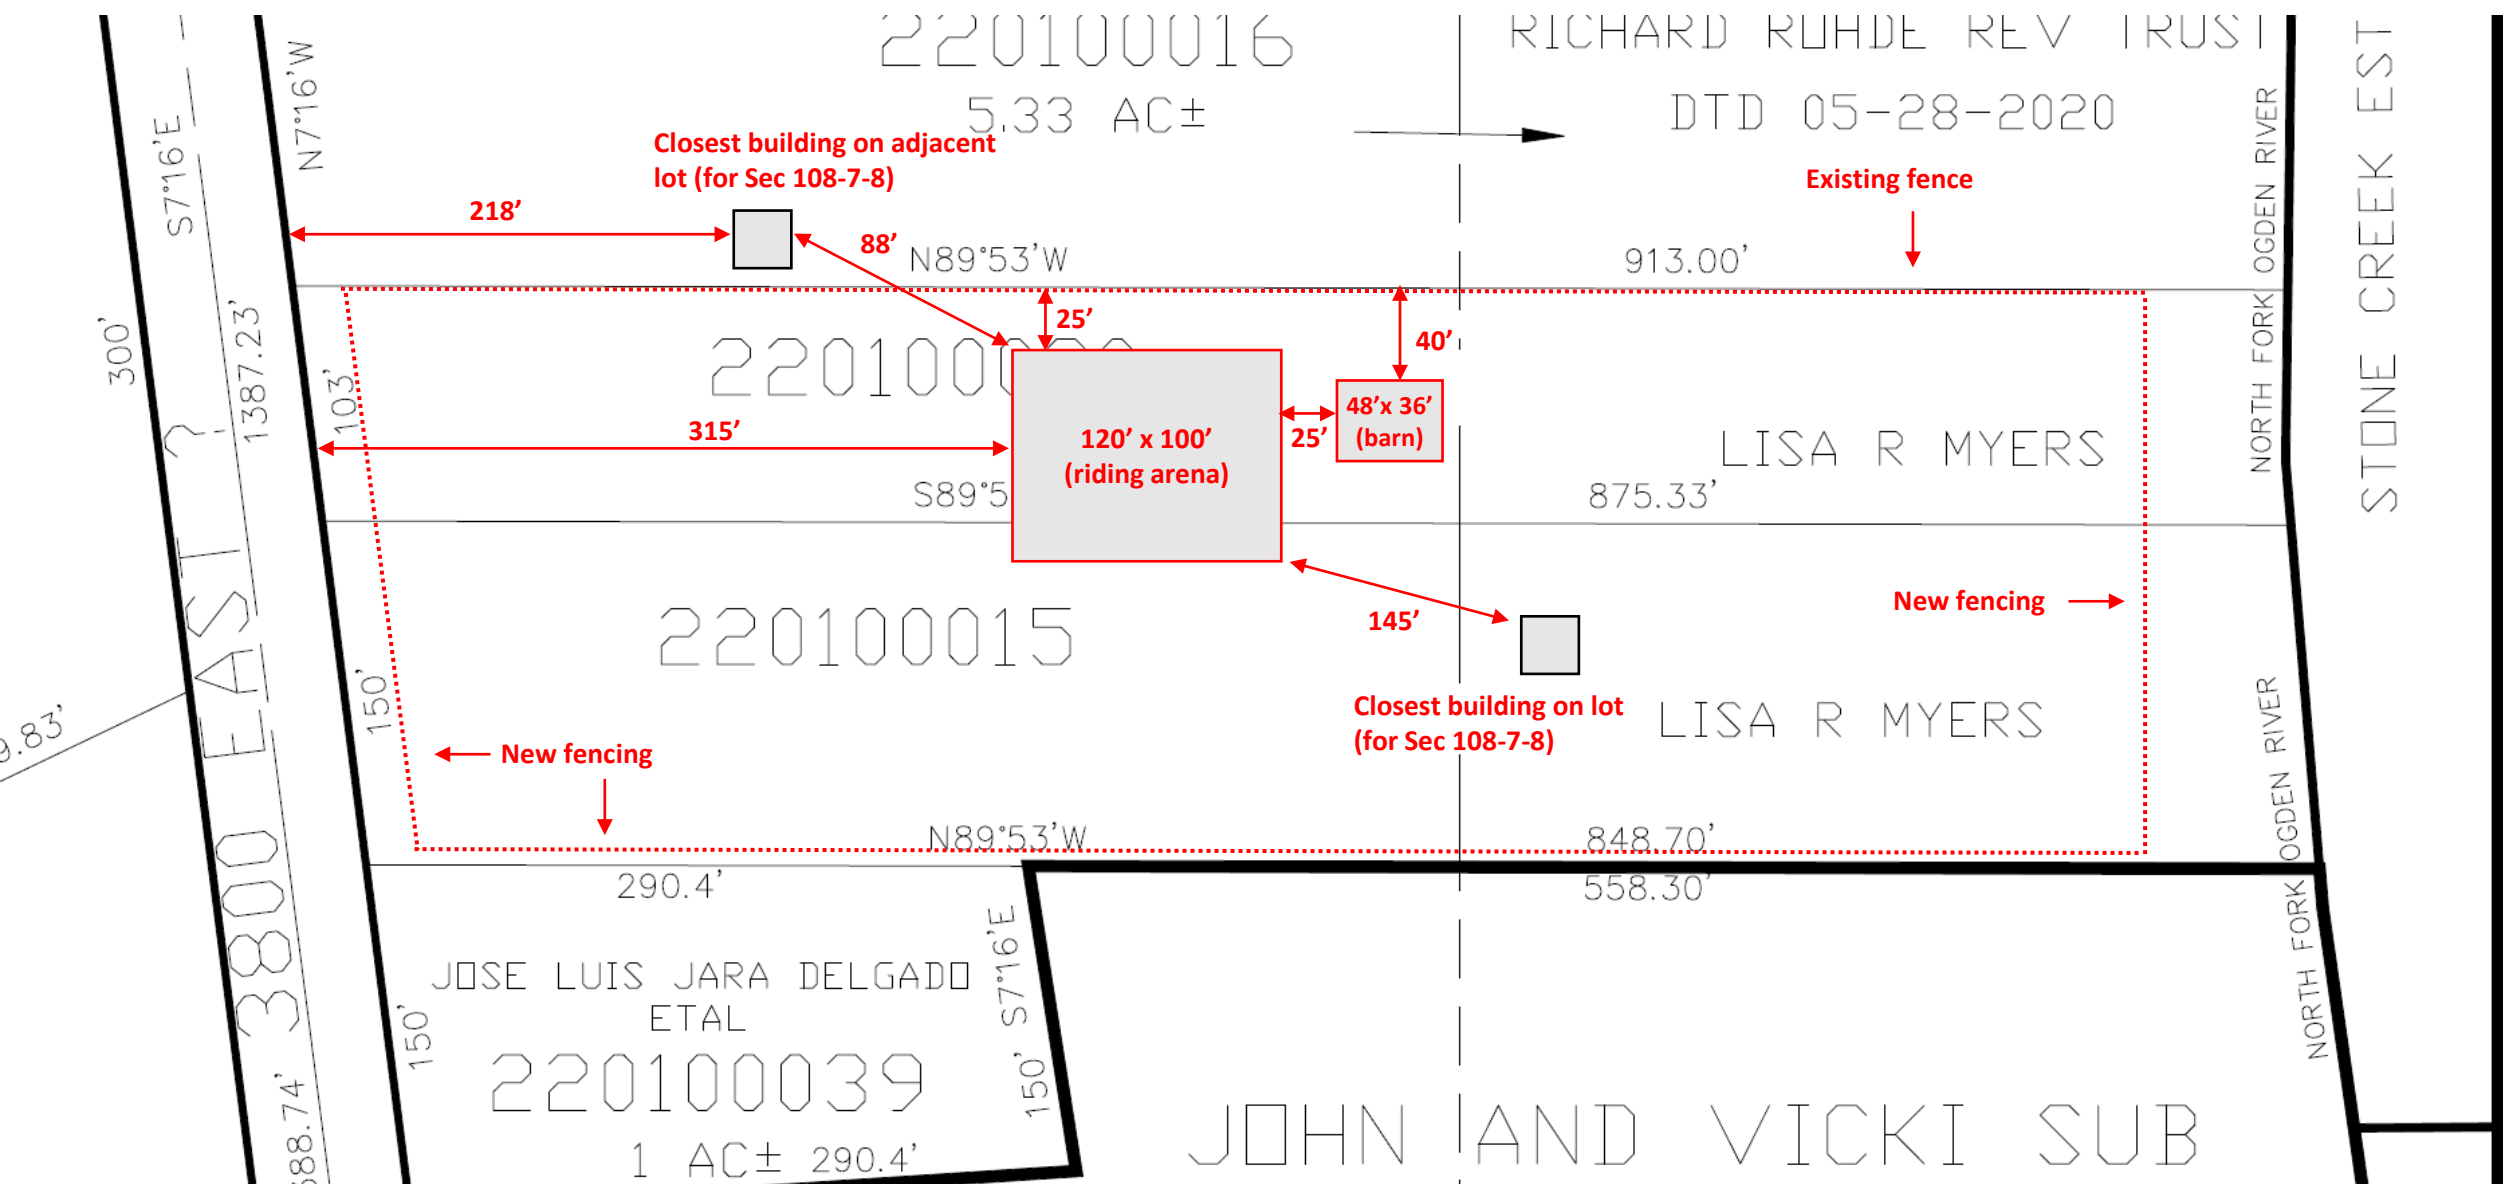 220100016
5.33 AC±
RICHARD ROHDE REV TRUST
DTD 05-28-2020
S7°16'E
N7°16'W
Closest building on adjacent
lot (for Sec 108-7-8)
218'
88'
N89°53'W
913.00'
Existing fence
NORTH FORK OGDEN RIVER
STONE CREEK EST
300'
1387.23'
103'
25'
40'
315'
120' x 100'
(riding arena)
25'
48'x 36'
(barn)
LISA R MYERS
S89°5
875.33'
220100015
150'
145'
New fencing
Closest building on lot
(for Sec 108-7-8)
LISA R MYERS
New fencing
N89°53'W
848.70'
290.4'
558.30'
NORTH FORK OGDEN RIVER
3800 EAST ?
9.83'
JOSE LUIS JARA DELGADO
ETAL
220100039
1 AC± 290.4'
150'
S7°16'E
150'
688.74'
JOHN AND VICKI SUB